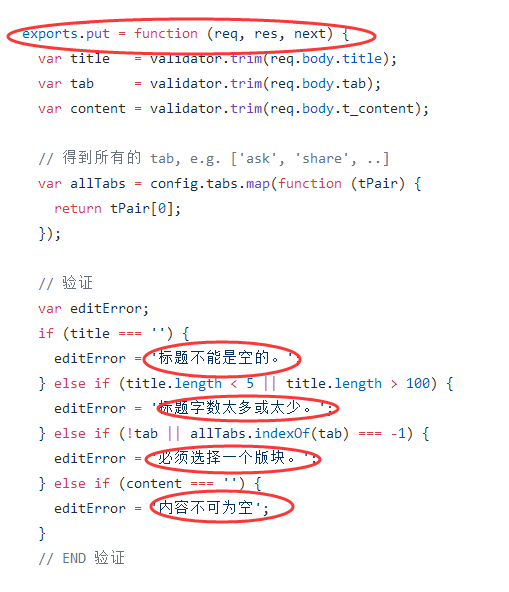 exports.put = function (req, res, next) {
  var title   = validator.trim(req.body.title);
  var tab     = validator.trim(req.body.tab);
  var content = validator.trim(req.body.t_content);

  // 得到所有的 tab, e.g. ['ask', 'share', ..]
  var allTabs = config.tabs.map(function (tPair) {
    return tPair[0];
  });

  // 验证
  var editError;
  if (title === '') {
    editError = '标题不能是空的。';
  } else if (title.length < 5 || title.length > 100) {
    editError = '标题字数太多或太少。';
  } else if (!tab || allTabs.indexOf(tab) === -1) {
    editError = '必须选择一个版块。';
  } else if (content === '') {
    editError = '内容不可为空';
  }
  // END 验证